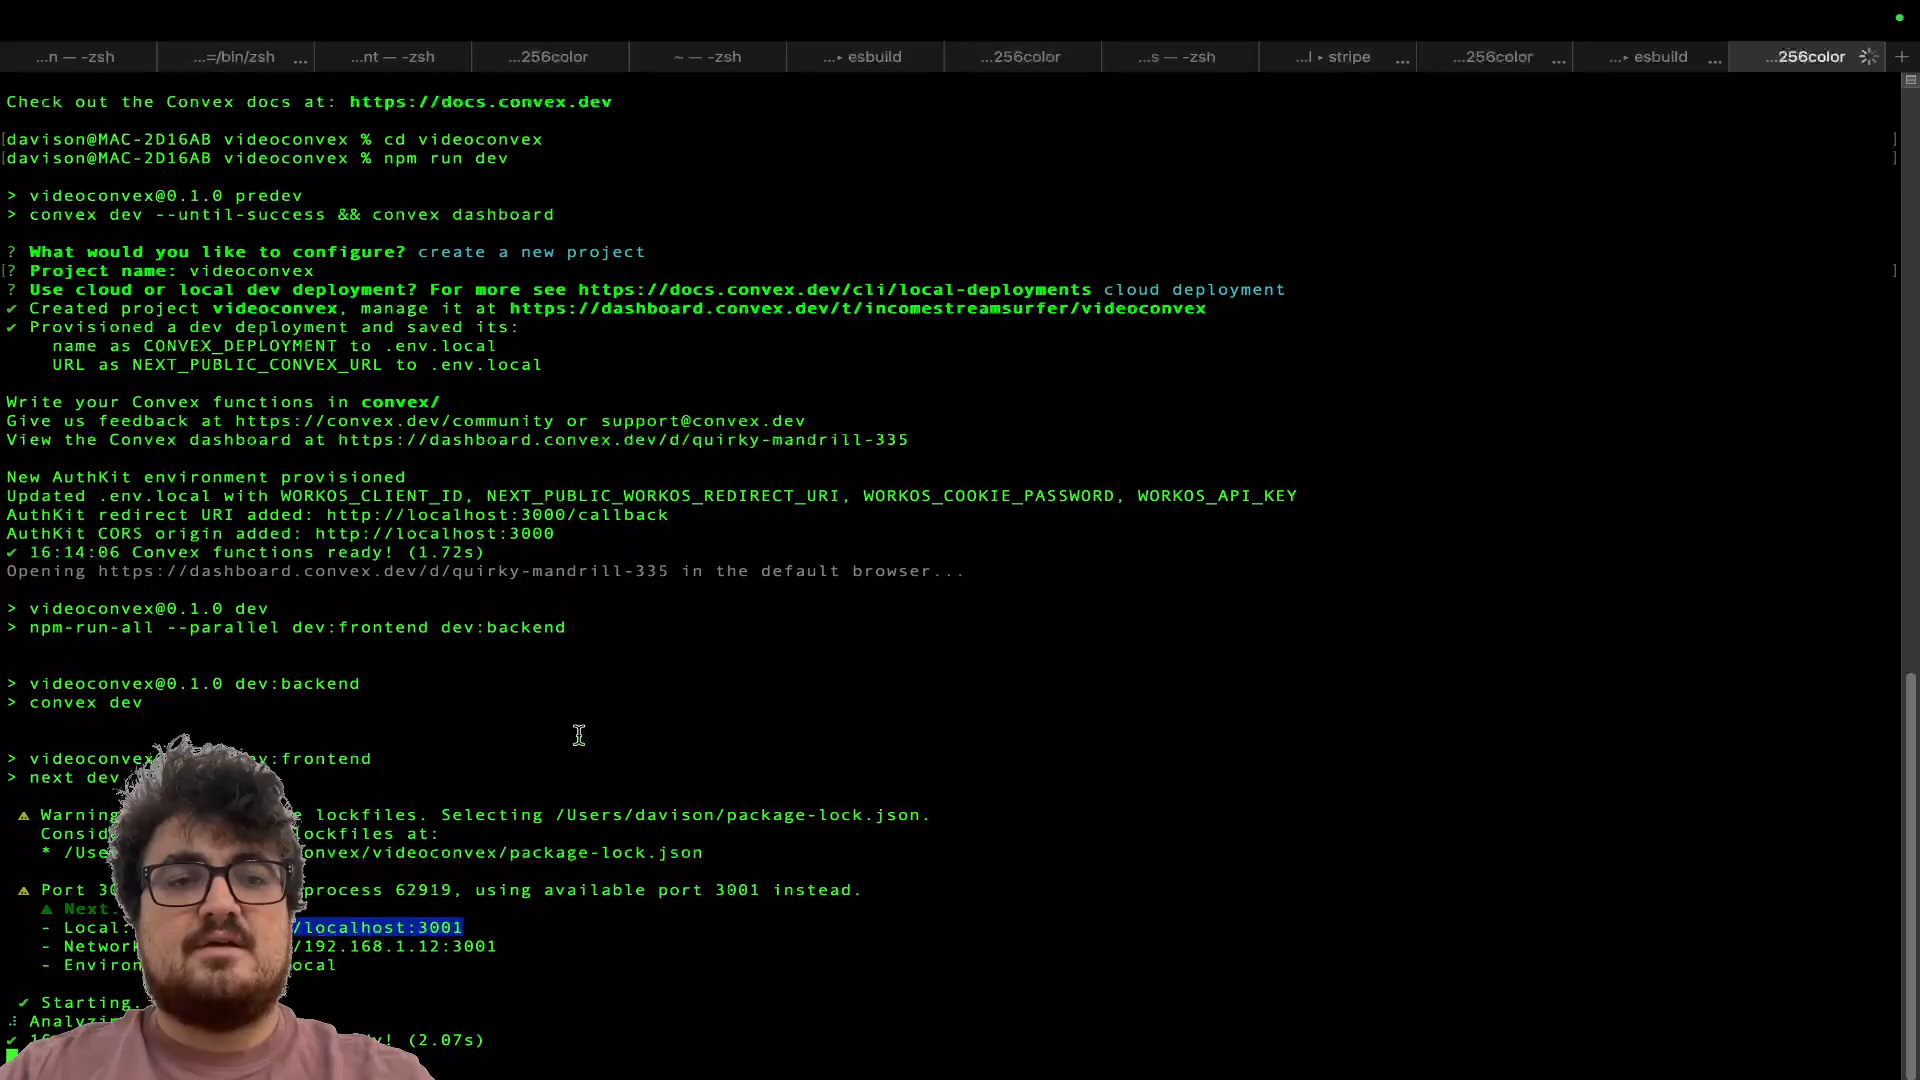 ...n — -zsh
...=/bin/zsh ...
...nt — -zsh
...256color
~ — -zsh
...▸ esbuild
...256color
...s — -zsh
...l ▸ stripe ...
...256color ...
...▸ esbuild ...
...256color
+
Check out the Convex docs at: https://docs.convex.dev
[davison@MAC-2D16AB videoconvex % cd videoconvex ]
[davison@MAC-2D16AB videoconvex % npm run dev ]
> videoconvex@0.1.0 predev
> convex dev --until-success && convex dashboard
? What would you like to configure? create a new project
[? Project name: videoconvex ]
? Use cloud or local dev deployment? For more see https://docs.convex.dev/cli/local-deployments cloud deployment
✔ Created project videoconvex, manage it at https://dashboard.convex.dev/t/incomestreamsurfer/videoconvex
✔ Provisioned a dev deployment and saved its:
name as CONVEX_DEPLOYMENT to .env.local
URL as NEXT_PUBLIC_CONVEX_URL to .env.local
Write your Convex functions in convex/
Give us feedback at https://convex.dev/community or support@convex.dev
View the Convex dashboard at https://dashboard.convex.dev/d/quirky-mandrill-335
New AuthKit environment provisioned
Updated .env.local with WORKOS_CLIENT_ID, NEXT_PUBLIC_WORKOS_REDIRECT_URI, WORKOS_COOKIE_PASSWORD, WORKOS_API_KEY
AuthKit redirect URI added: http://localhost:3000/callback
AuthKit CORS origin added: http://localhost:3000
✔ 16:14:06 Convex functions ready! (1.72s)
Opening https://dashboard.convex.dev/d/quirky-mandrill-335 in the default browser...
> videoconvex@0.1.0 dev
> npm-run-all --parallel dev:frontend dev:backend
> videoconvex@0.1.0 dev:backend
> convex dev
> videoconvex :frontend
> next dev
⚠ Warning lockfiles. Selecting /Users/davison/package-lock.json.
lockfiles at:
* convex/videoconvex/package-lock.json
⚠ Port process 62919, using available port 3001 instead.
▲ Next.
- Local: /localhost:3001
- Network /192.168.1.12:3001
- Environ
✔ Starting.
✔ (2.07s)